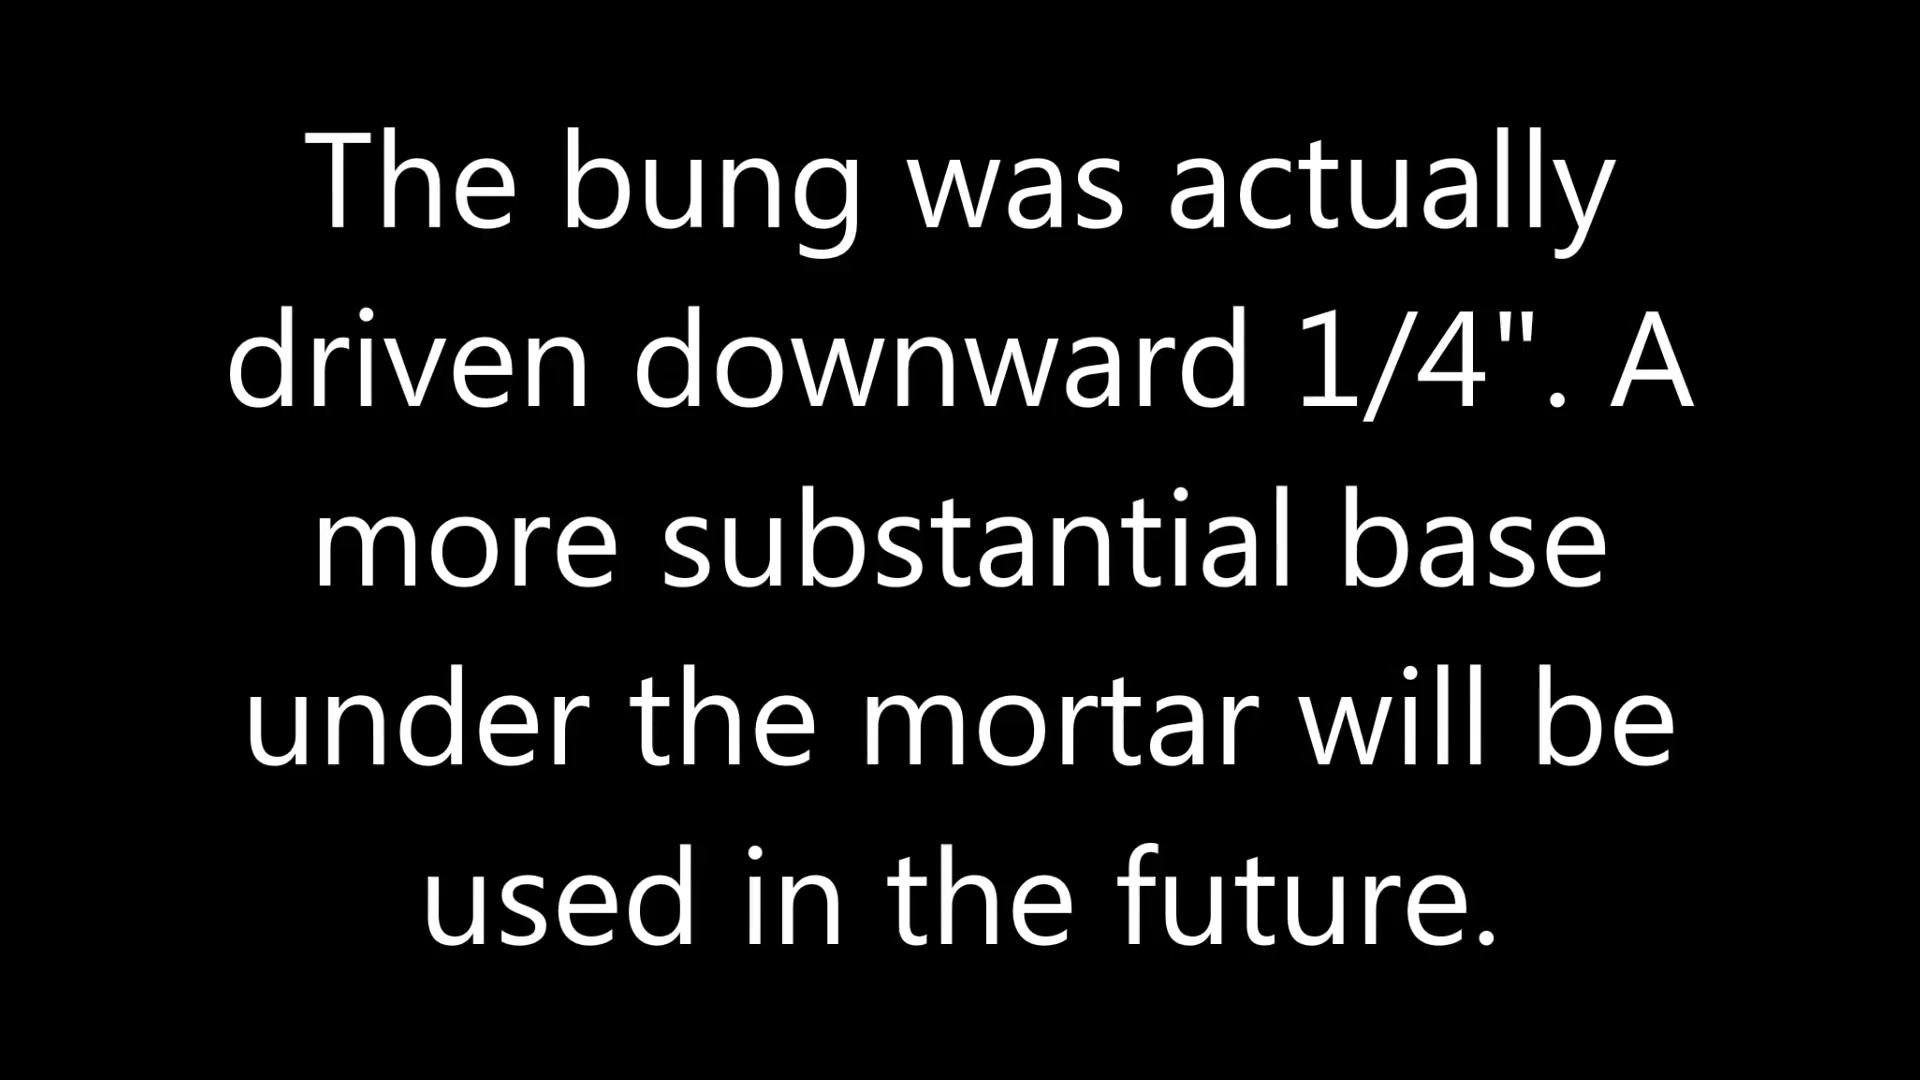 The bung was actually
driven downward 1/4". A
more substantial base
under the mortar will be
used in the future.